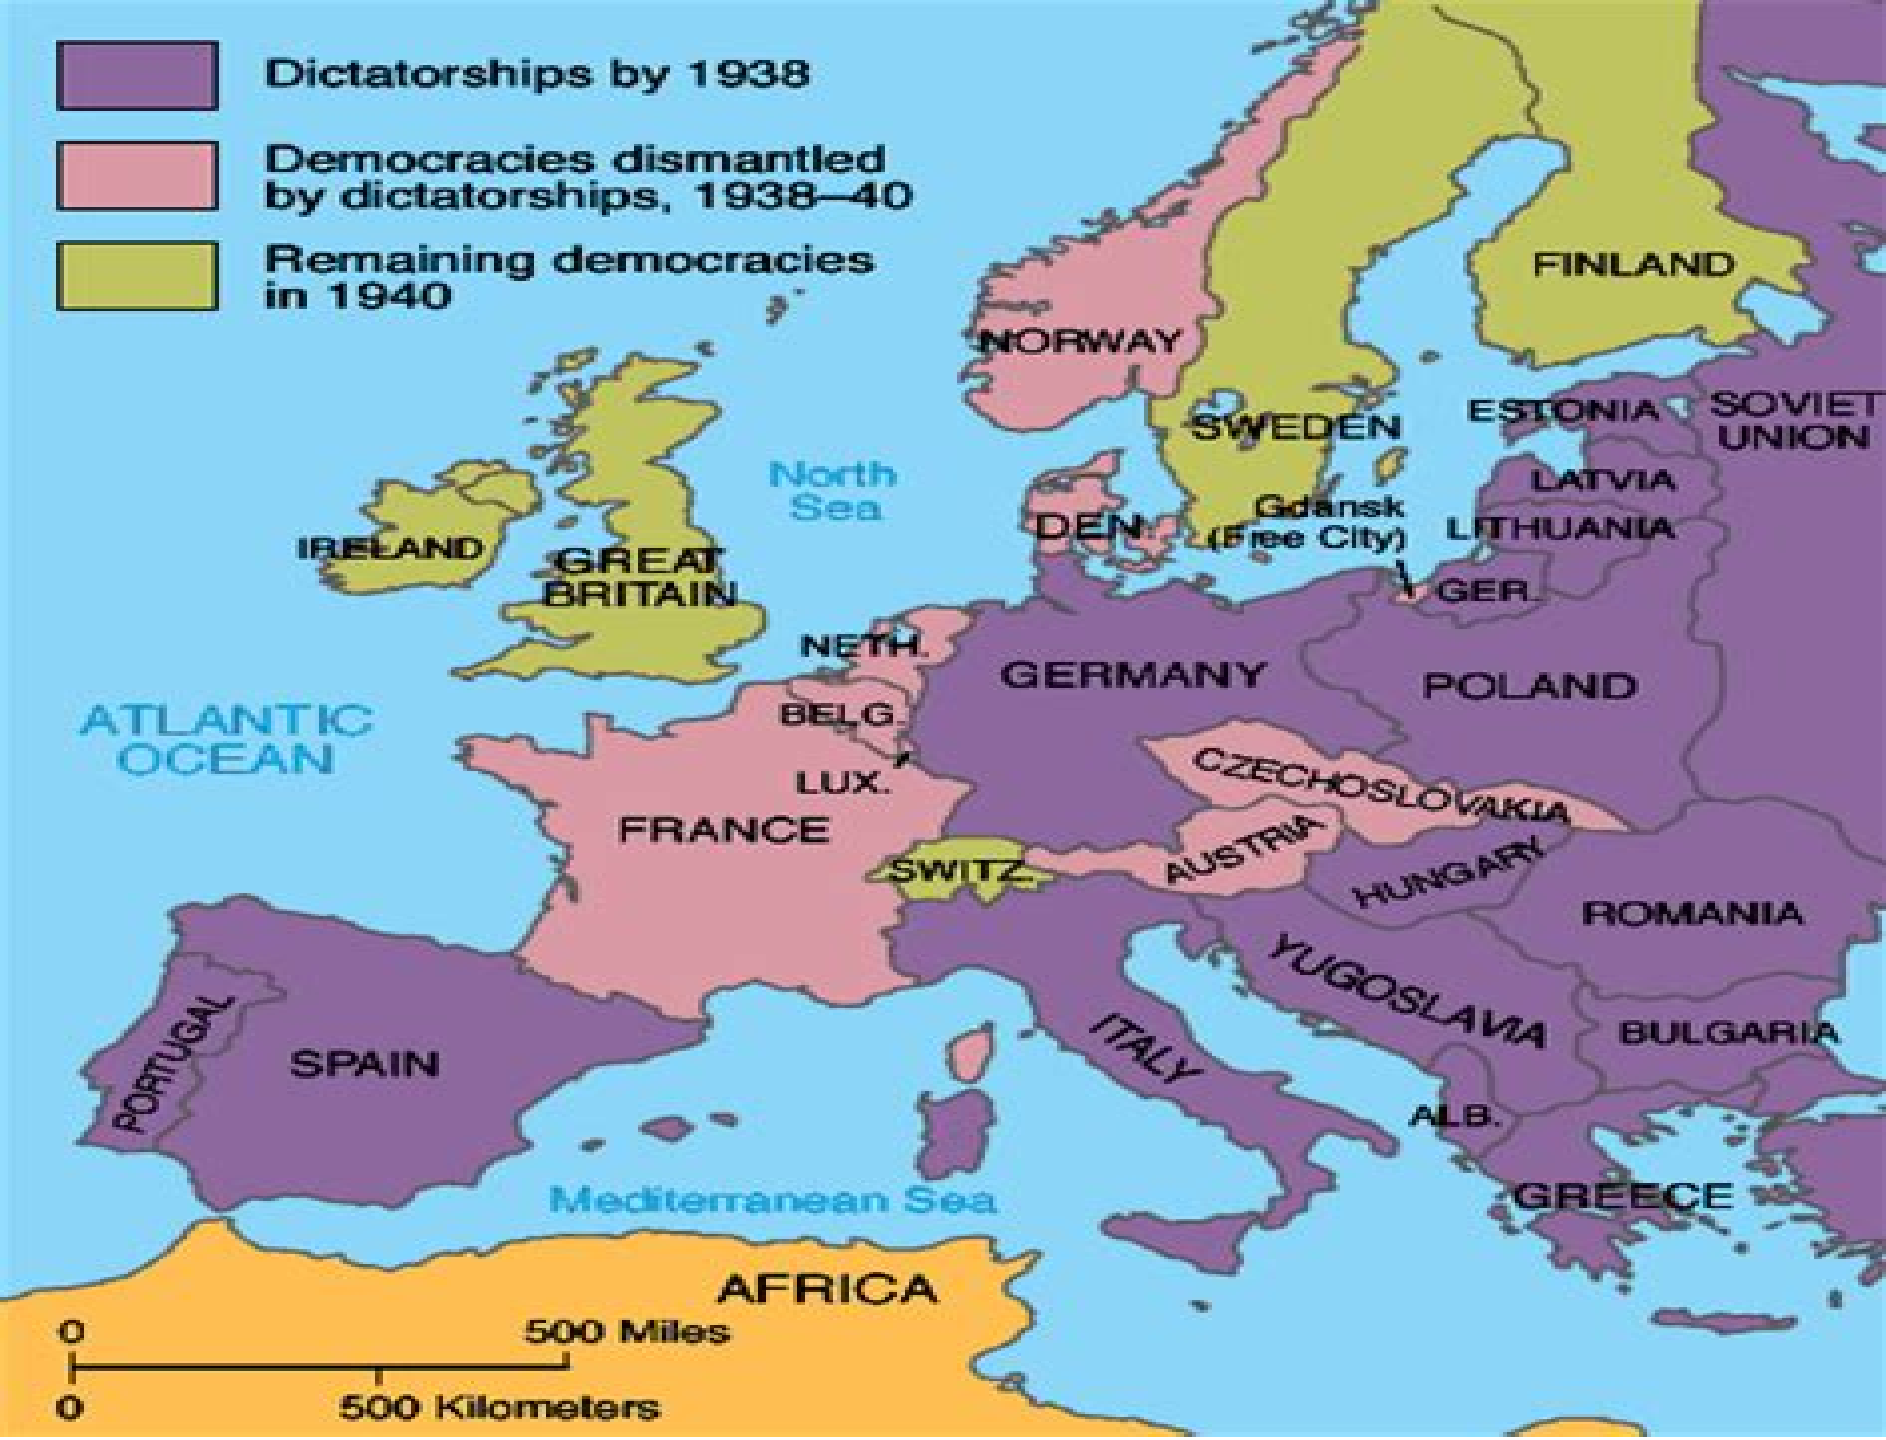 Dictatorships by 1938
Democracies dismantled
by dictatorships, 1938–40
Remaining democracies
in 1940
FINLAND
NORWAY
SWEDEN
ESTONIA
SOVIET
UNION
LATVIA
LITHUANIA
North
Sea
Gdansk
(Free City)
DEN
GER.
IRELAND
GREAT
BRITAIN
NETH.
GERMANY
POLAND
ATLANTIC
OCEAN
BELG.
LUX.
CZECHOSLOVAKIA
FRANCE
SWITZ.
AUSTRIA
HUNGARY
ROMANIA
YUGOSLAVIA
BULGARIA
PORTUGAL
SPAIN
ITALY
ALB.
GREECE
Mediterranean Sea
AFRICA
0
500 Miles
0
500 Kilometers